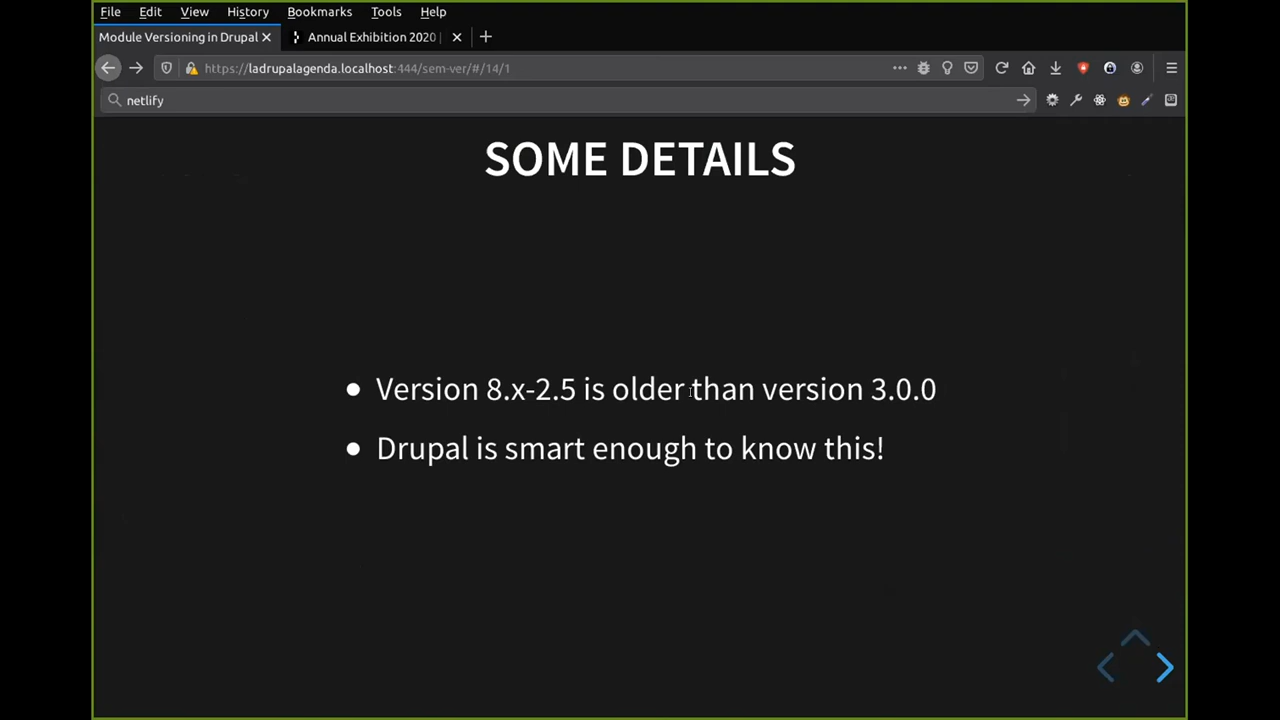 File Edit View History Bookmarks Tools Help
Module Versioning in Drupal Annual Exhibition 2020
https://ladrupalagenda.localhost:444/sem-ver/#/14/1
netlify
SOME DETAILS
• Version 8.x-2.5 is older than version 3.0.0
• Drupal is smart enough to know this!